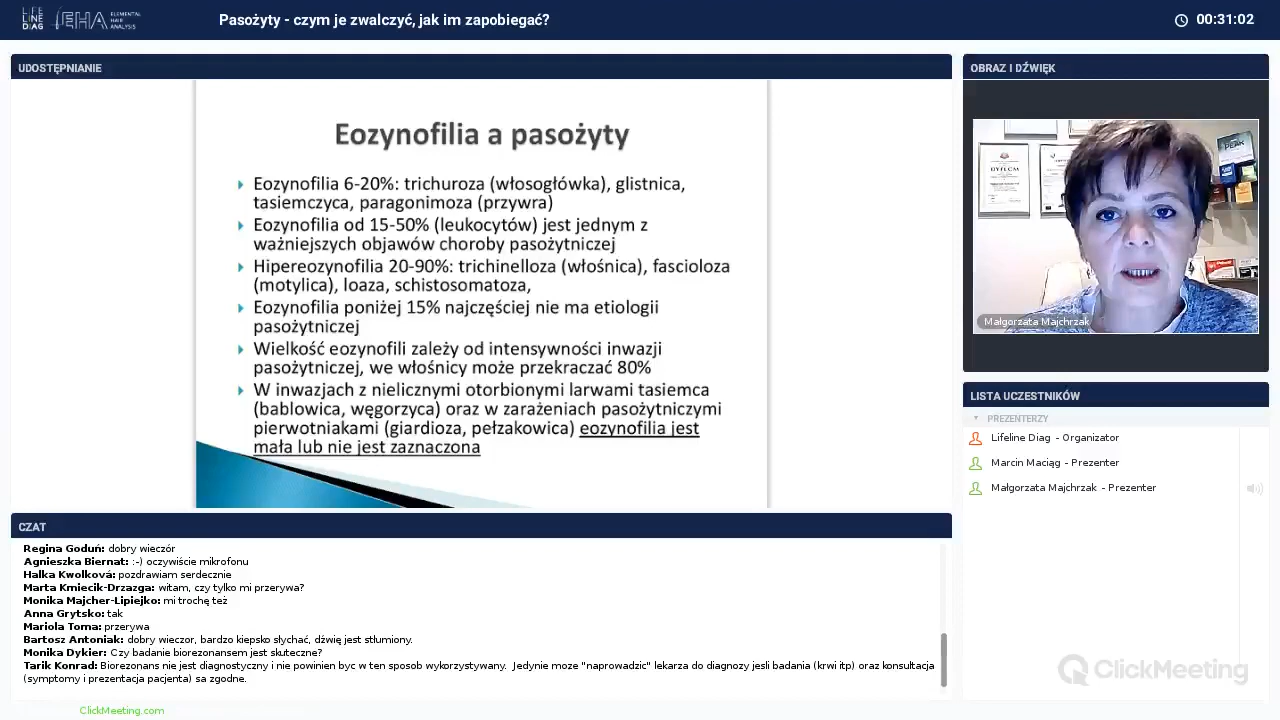 LIFE
LINE
DIAG
EHA
ELEMENTAL
HAIR
ANALYSIS
Pasożyty - czym je zwalczyć, jak im zapobiegać?
00:31:02
UDOSTĘPNIANIE
Eozynofilia a pasożyty
Eozynofilia 6-20%: trichuroza (włosogłówka), glistnica,
tasiemczyca, paragonimoza (przywra)
Eozynofilia od 15-50% (leukocytów) jest jednym z
ważniejszych objawów choroby pasożytniczej
Hipereozynofilia 20-90%: trichinelloza (włośnica), fascioloza
(motylica), loaza, schistosomatoza,
Eozynofilia poniżej 15% najczęściej nie ma etiologii
pasożytniczej
Wielkość eozynofili zależy od intensywności inwazji
pasożytniczej, we włośnicy może przekraczać 80%
W inwazjach z nielicznymi otorbionymi larwami tasiemca
(bablowica, węgorzyca) oraz w zarażeniach pasożytniczymi
pierwotniakami (giardioza, pełzakowica) eozynofilia jest
mała lub nie jest zaznaczona
OBRAZ I DŹWIĘK
DYPLOM
PEAK
Małgorzata Majchrzak
LISTA UCZESTNIKÓW
PREZENTERZY
Lifeline Diag - Organizator
Marcin Maciąg - Prezenter
Małgorzata Majchrzak - Prezenter
CZAT
Regina Goduń: dobry wieczór
Agnieszka Biernat: :-) oczywiście mikrofonu
Halka Kwolková: pozdrawiam serdecznie
Marta Kmiecik-Drzazga: witam, czy tylko mi przerywa?
Monika Majcher-Lipiejko: mi trochę też
Anna Grytsko: tak
Mariola Torna: przerywa
Bartosz Antoniak: dobry wieczor, bardzo kiepsko słychać, dźwię jest stłumiony.
Monika Dykier: Czy badanie biorezonansem jest skuteczne?
Tarik Konrad: Biorezonans nie jest diagnostyczny i nie powinien byc w ten sposob wykorzystywany. Jedynie moze "naprowadzic" lekarza do diagnozy jesli badania (krwi itp) oraz konsultacja
(symptomy i prezentacja pacjenta) sa zgodne.
ClickMeeting
ClickMeeting.com